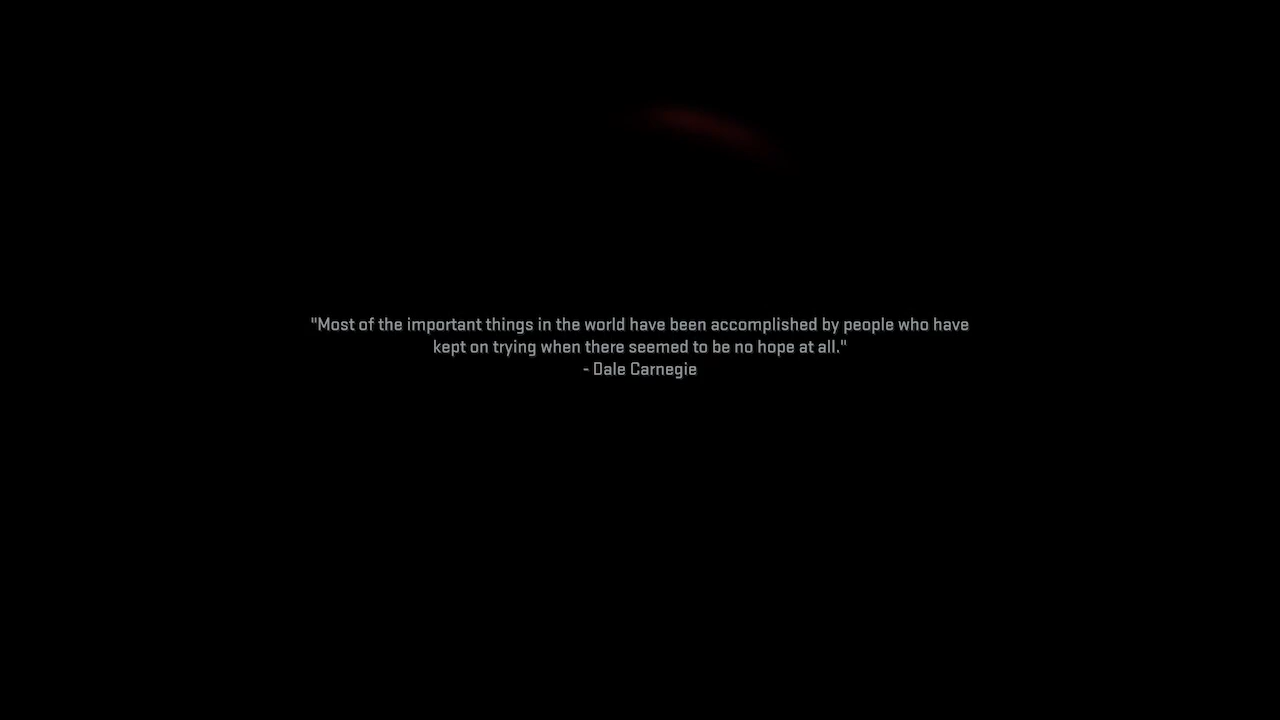 "Most of the important things in the world have been accomplished by people who have
kept on trying when there seemed to be no hope at all."
- Dale Carnegie